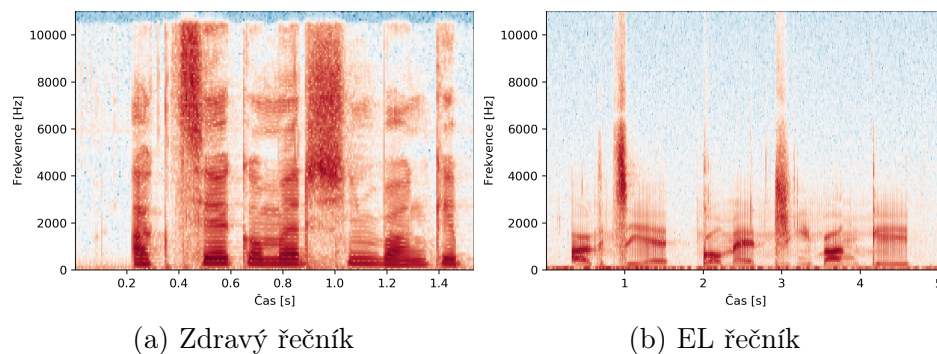 10000
8000
6000
4000
2000
0
Frekvence [Hz]
0.2 0.4 0.6 0.8 1.0 1.2 1.4
Čas [s]
(a) Zdravý řečník
10000
8000
6000
4000
2000
0
Frekvence [Hz]
1 2 3 4 5
Čas [s]
(b) EL řečník